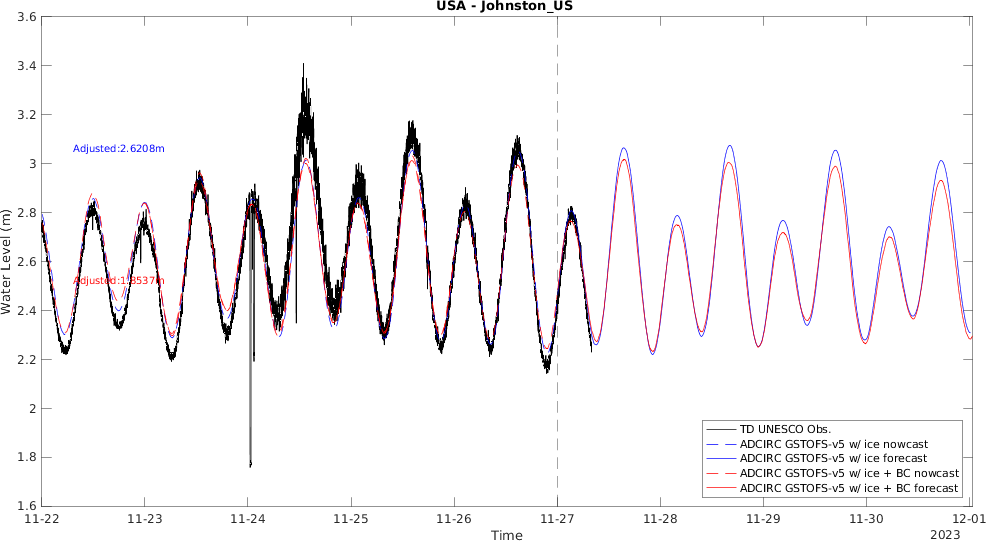 USA - Johnston_US
3.6
3.4
3.2
3
2.8
2.6
2.4
2.2
2
1.8
1.6
Water Level (m)
Adjusted:2.6208m
TD UNESCO Obs.
ADCIRC GSTOFS-v5 w/ ice nowcast
ADCIRC GSTOFS-v5 w/ ice forecast
ADCIRC GSTOFS-v5 w/ ice + BC nowcast
ADCIRC GSTOFS-v5 w/ ice + BC forecast
11-22 11-23 11-24 11-25 11-26 11-27 11-28 11-29 11-30 12-01
Time
2023